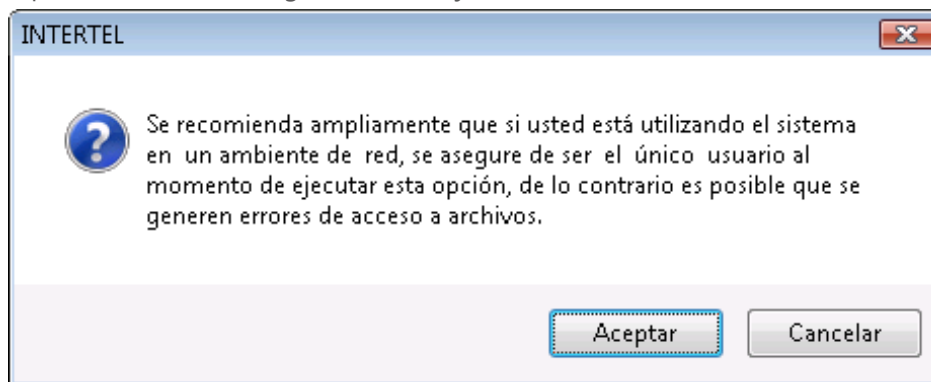 INTERTEL
Se recomienda ampliamente que si usted está utilizando el sistema
en un ambiente de red, se asegure de ser el único usuario al
momento de ejecutar esta opción, de lo contrario es posible que se
generen errores de acceso a archivos.
Aceptar
Cancelar